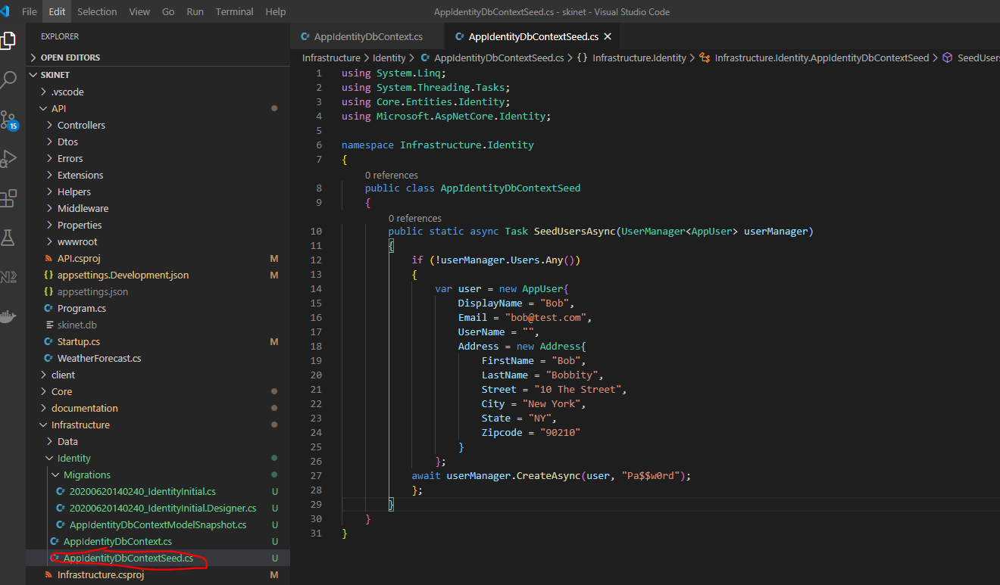 File Edit Selection View Go Run Terminal Help AppIdentityDbContextSeed.cs - skinet - Visual Studio Code
EXPLORER
OPEN EDITORS
SKINET
.vscode
API
Controllers
Dtos
Errors
Extensions
Helpers
Middleware
Properties
wwwroot
API.csproj M
{} appsettings.Development.json M
{} appsettings.json
C# Program.cs
skinet.db
C# Startup.cs M
C# WeatherForecast.cs
client
Core
documentation
Infrastructure
Data
Identity
Migrations
C# 20200620140240_IdentityInitial.cs U
C# 20200620140240_IdentityInitial.Designer.cs U
C# AppIdentityDbContextModelSnapshot.cs U
C# AppIdentityDbContext.cs U
C# AppIdentityDbContextSeed.cs U
Infrastructure.csproj M
15
C# AppIdentityDbContext.cs C# AppIdentityDbContextSeed.cs
Infrastructure > Identity > C# AppIdentityDbContextSeed.cs > {} Infrastructure.Identity > Infrastructure.Identity.AppIdentityDbContextSeed > SeedUsers
1 using System.Linq;
2 using System.Threading.Tasks;
3 using Core.Entities.Identity;
4 using Microsoft.AspNetCore.Identity;
5
6 namespace Infrastructure.Identity
7 {
0 references
8 public class AppIdentityDbContextSeed
9 {
0 references
10 public static async Task SeedUsersAsync(UserManager<AppUser> userManager)
11 {
12 if (!userManager.Users.Any())
13 {
14 var user = new AppUser{
15 DisplayName = "Bob",
16 Email = "bob@test.com",
17 UserName = "",
18 Address = new Address{
19 FirstName = "Bob",
20 LastName = "Bobbity",
21 Street = "10 The Street",
22 City = "New York",
23 State = "NY",
24 Zipcode = "90210"
25 }
26 };
27 await userManager.CreateAsync(user, "Pa$$w0rd");
28 };
29 }
30 }
31 }